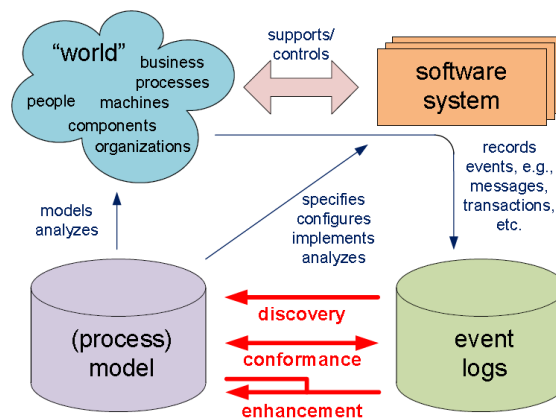 “world”
business
processes
people
machines
components
organizations
supports/
controls
software
system
records
events, e.g.,
messages,
transactions,
etc.
models
analyzes
specifies
configures
implements
analyzes
(process)
model
discovery
conformance
enhancement
event
logs